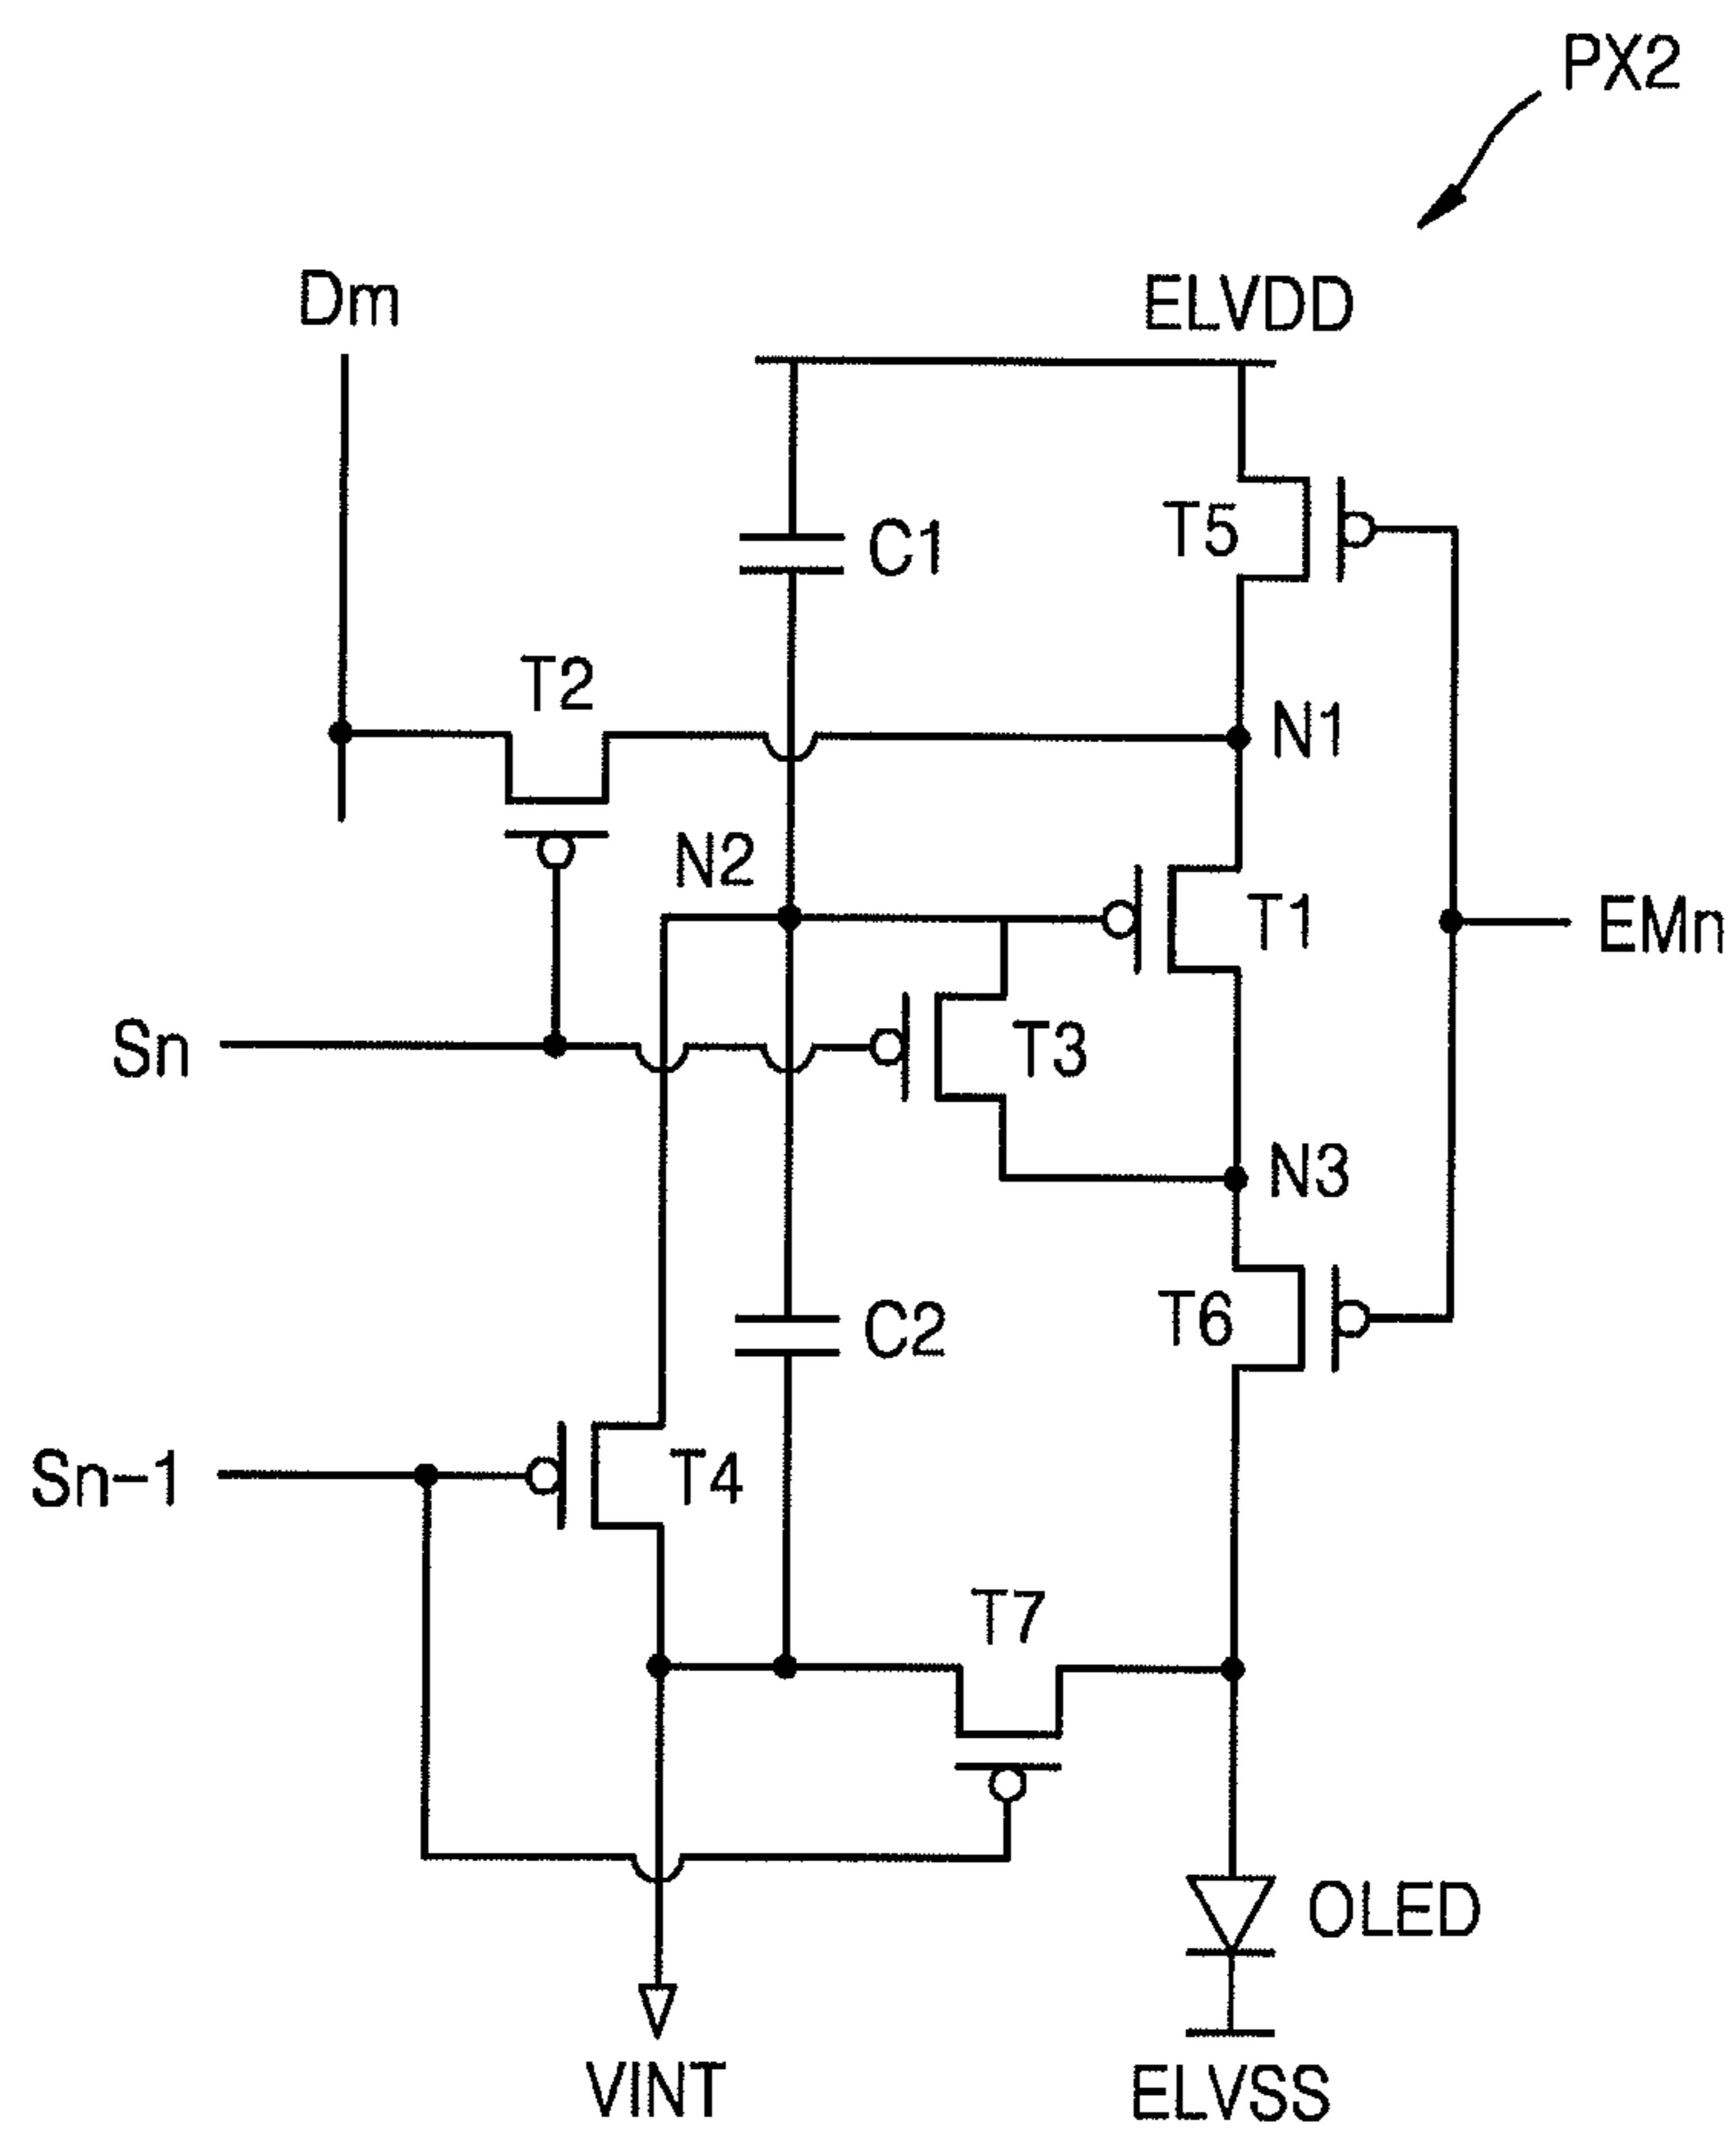 PX2
Dm
ELVDD
C1
T5
T2
N1
N2
T1
EMn
Sn
T3
N3
C2
T6
Sn-1
T4
T7
OLED
VINT
ELVSS